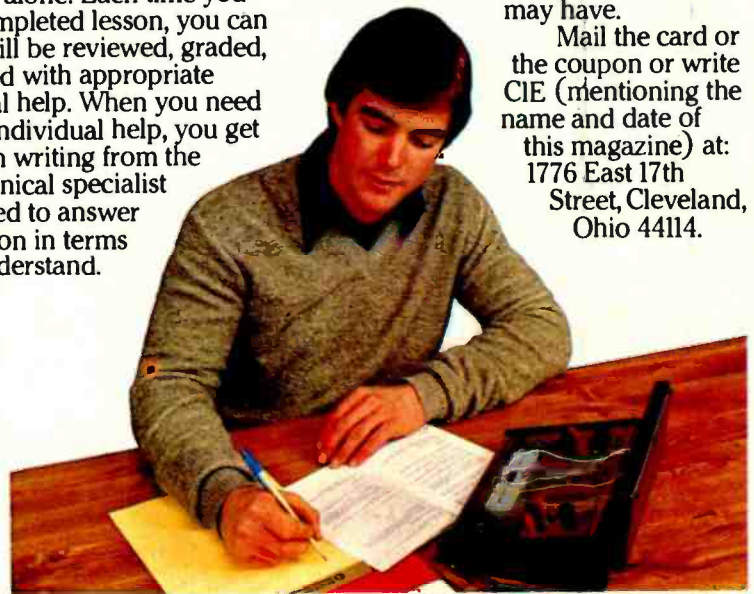 alone. Each time you
mpleted lesson, you can
ill be reviewed, graded,
d with appropriate
l help. When you need
ndividual help, you get
n writing from the
nical specialist
ed to answer
on in terms
derstand.
may have.
Mail the card or
the coupon or write
CIE (mentioning the
name and date of
this magazine) at:
1776 East 17th
Street, Cleveland,
Ohio 44114.